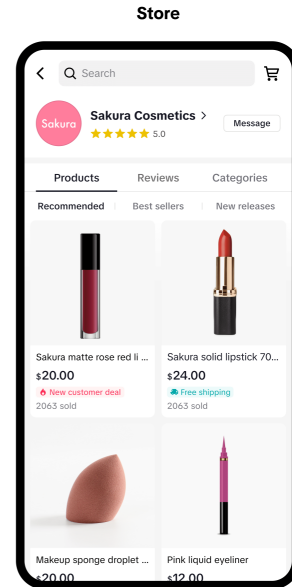 Store
Search
Sakura
Sakura Cosmetics >
5.0
Message
Products Reviews Categories
Recommended Best sellers New releases
Sakura matte rose red li ...
$20.00
New customer deal
2063 sold
Sakura solid lipstick 70...
$24.00
Free shipping
2063 sold
Makeup sponge droplet ...
$20.00
Pink liquid eyeliner
$12.00